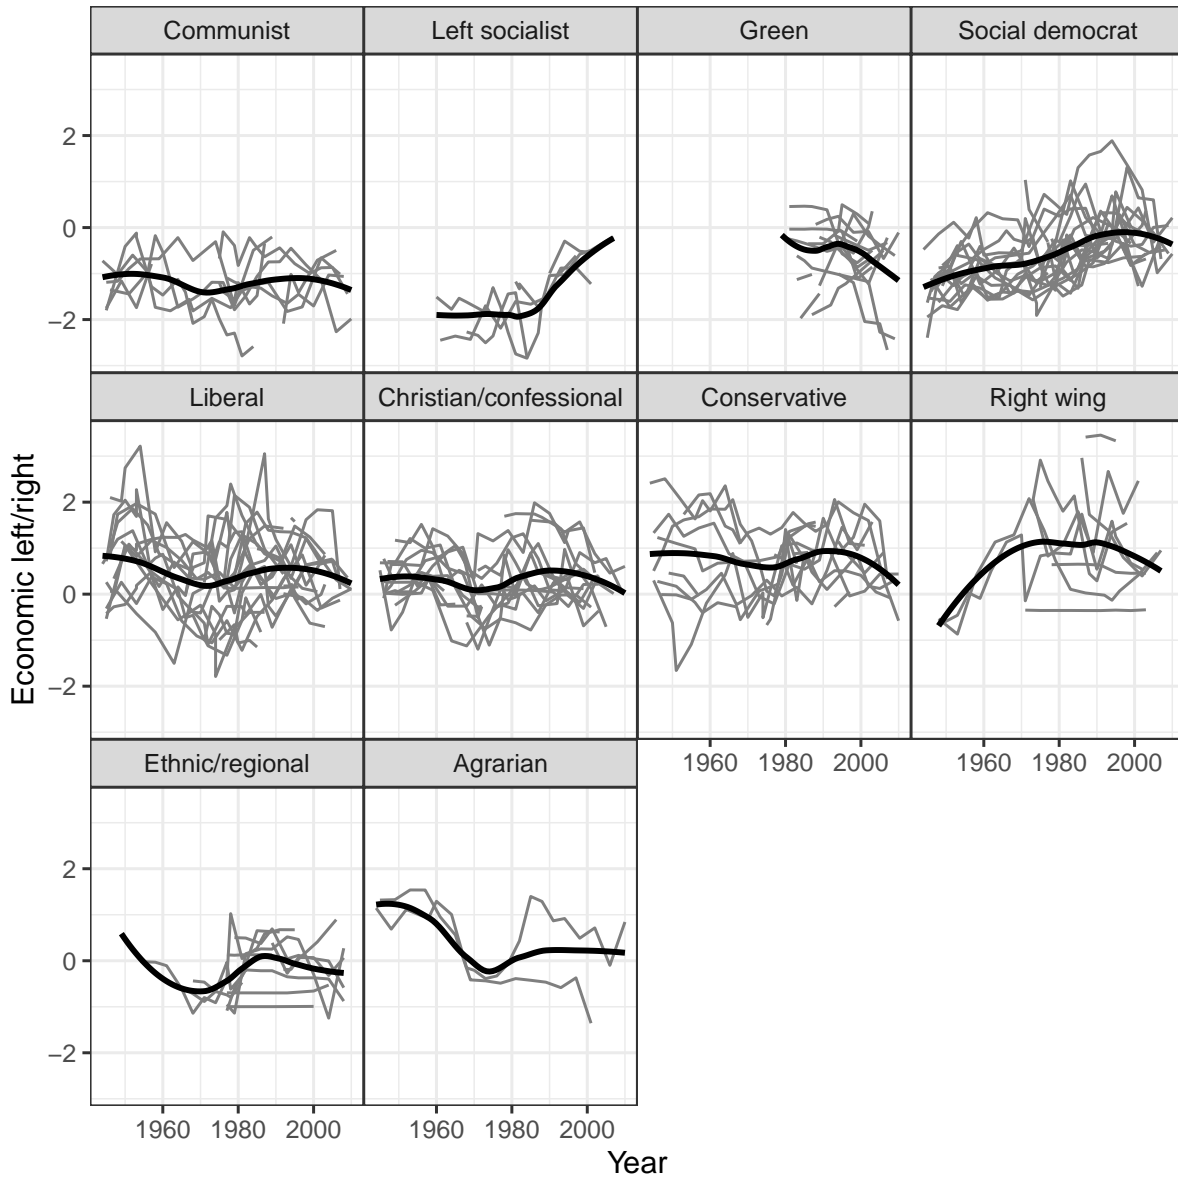 Communist Left socialist Green Social democrat
2
0
−2
Liberal Christian/confessional Conservative Right wing
2
0
−2
Ethnic/regional Agrarian
1960 1980 2000 1960 1980 2000
2
0
−2
1960 1980 2000 1960 1980 2000
Year
Economic left/right